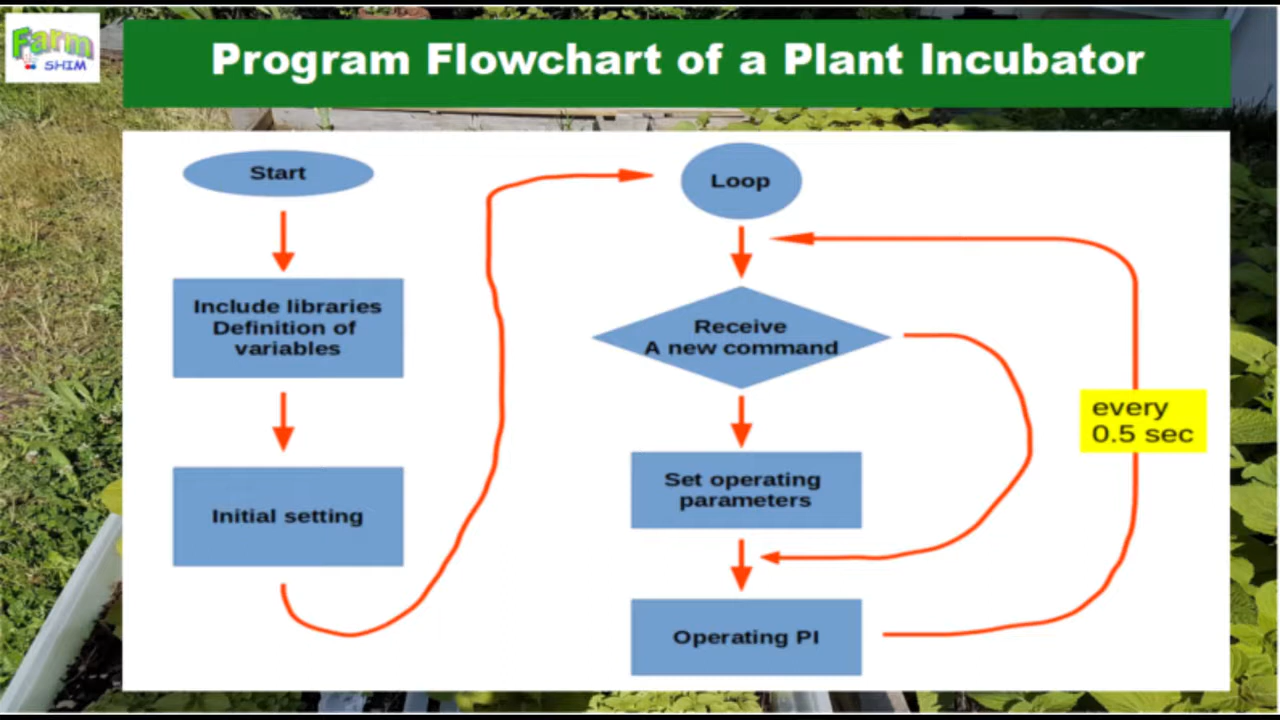 Farm
SHIM
Program Flowchart of a Plant Incubator
Start
Include libraries
Definition of
variables
Initial setting
Loop
Receive
A new command
Set operating
parameters
Operating PI
every
0.5 sec